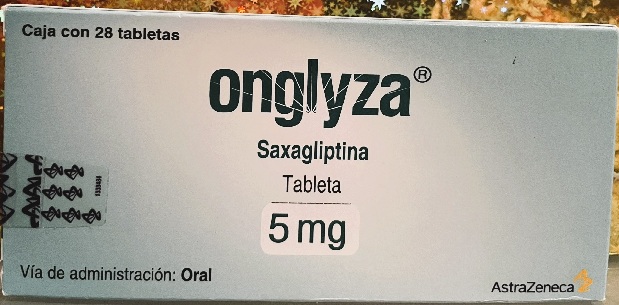 Caja con 28 tabletas
onglyza®
Saxagliptina
Tableta
5 mg
Vía de administración: Oral
AstraZeneca